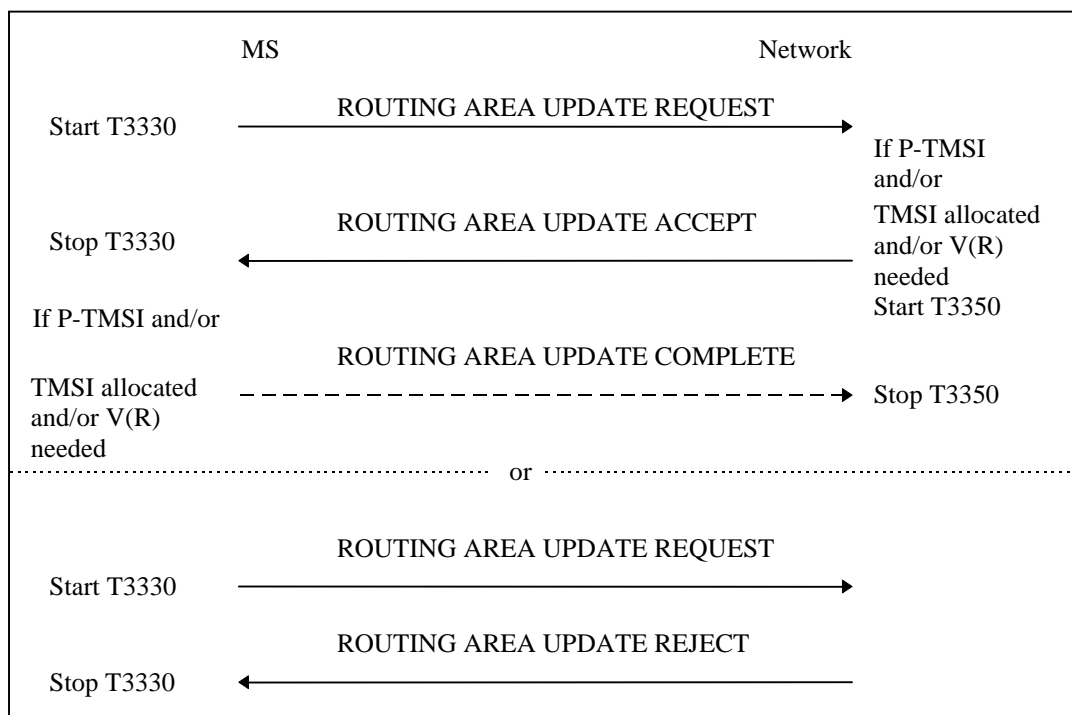 MS
Network
ROUTING AREA UPDATE REQUEST
Start T3330
If P-TMSI
and/or
TMSI allocated
and/or V(R)
needed
Start T3350
ROUTING AREA UPDATE ACCEPT
Stop T3330
If P-TMSI and/or
TMSI allocated
and/or V(R)
needed
ROUTING AREA UPDATE COMPLETE
Stop T3350
or
ROUTING AREA UPDATE REQUEST
Start T3330
ROUTING AREA UPDATE REJECT
Stop T3330